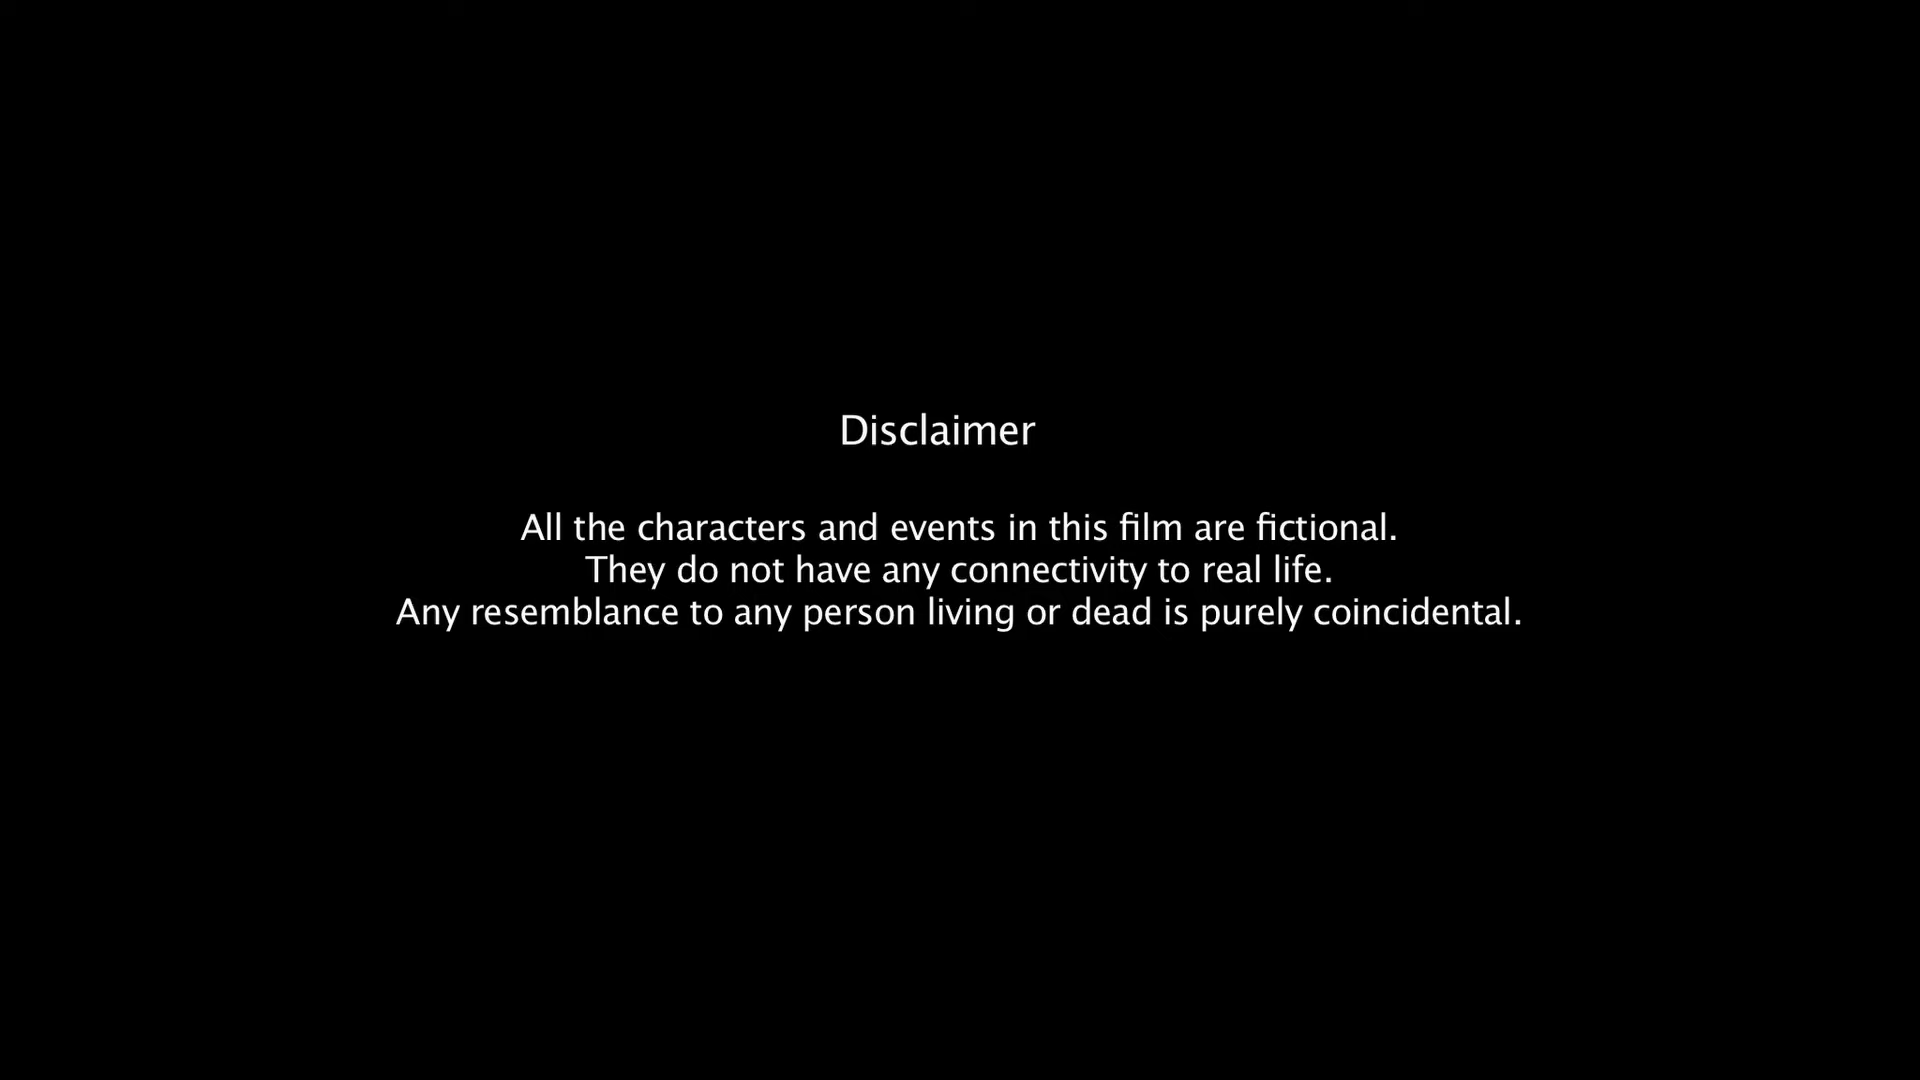 Disclaimer
All the characters and events in this film are fictional.
They do not have any connectivity to real life.
Any resemblance to any person living or dead is purely coincidental.